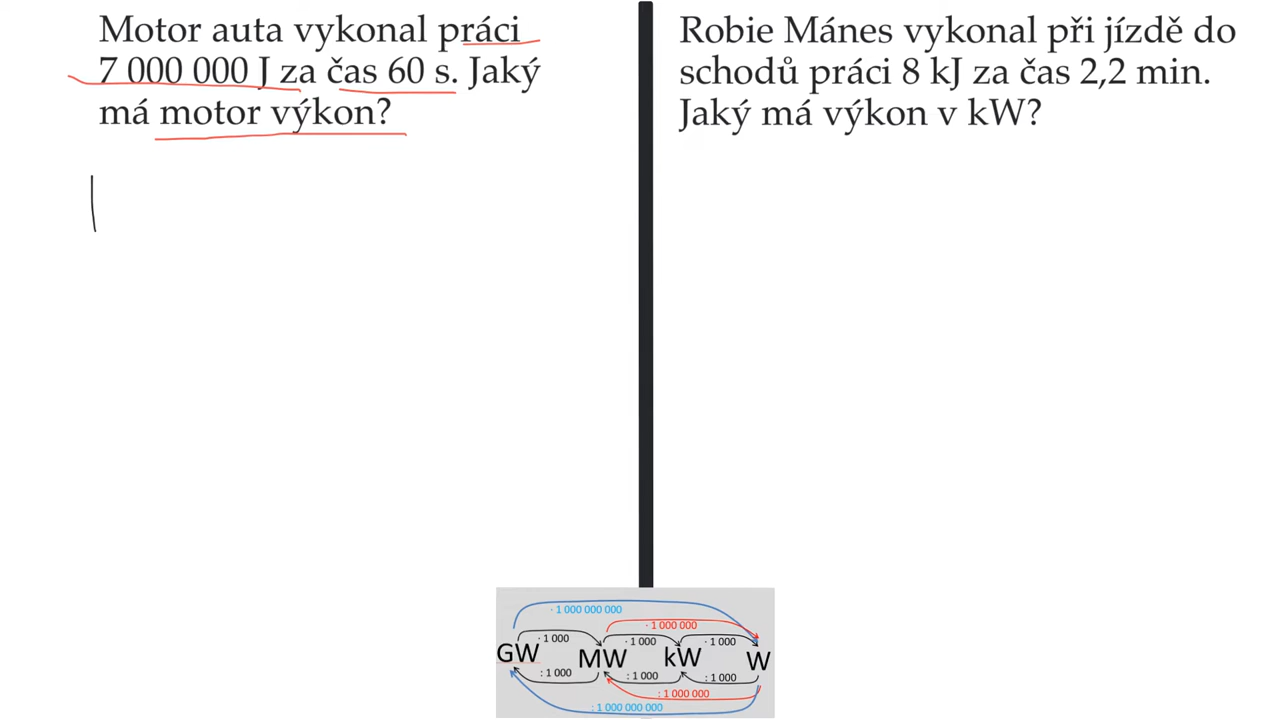 Motor auta vykonal práci
7 000 000 J za čas 60 s. Jaký
má motor výkon?
Robie Mánes vykonal při jízdě do
schodů práci 8 kJ za čas 2,2 min.
Jaký má výkon v kW?
· 1 000 000 000
· 1 000 000
· 1 000 · 1 000 · 1 000
GW MW kW W
: 1 000 : 1 000 : 1 000
: 1 000 000
: 1 000 000 000